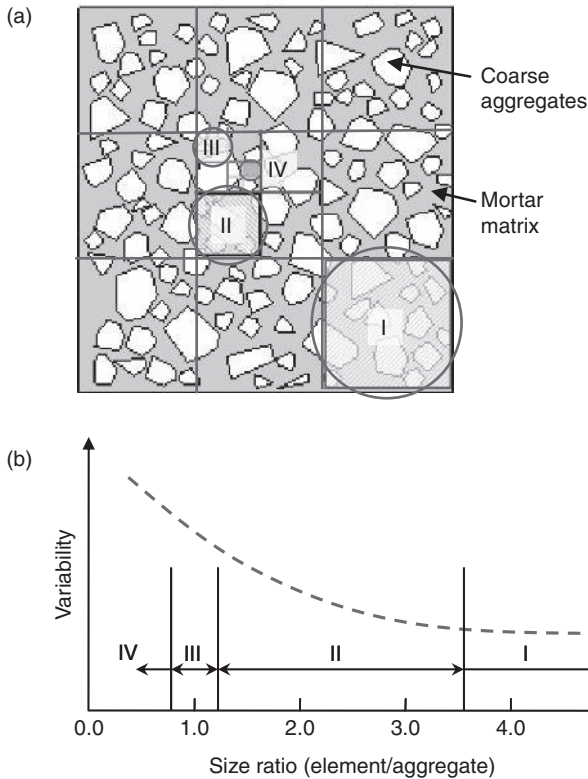 (a)
Coarse
aggregates
III
IV
Mortar
matrix
II
I
(b)
Variability
IV
III
II
I
0.0 1.0 2.0 3.0 4.0
Size ratio (element/aggregate)